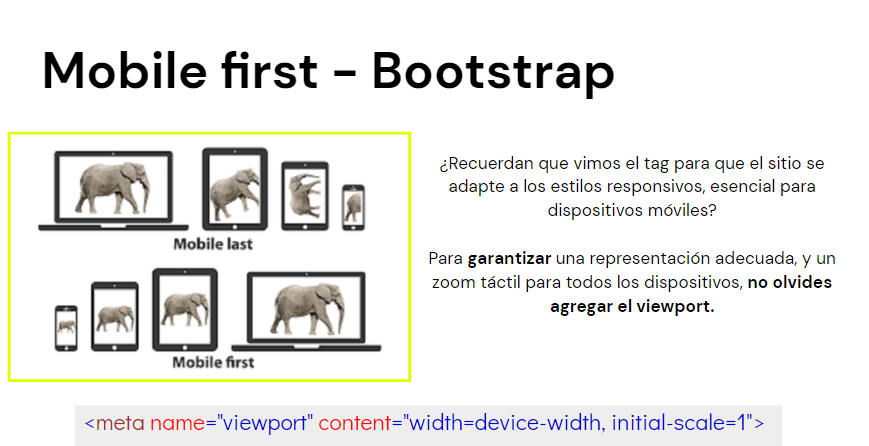 Mobile first - Bootstrap
¿Recuerdan que vimos el tag para que el sitio se
adapte a los estilos responsivos, esencial para
dispositivos móviles?
Para garantizar una representación adecuada, y un
zoom táctil para todos los dispositivos, no olvides
agregar el viewport.
Mobile last
Mobile first
<meta name="viewport" content="width=device-width, initial-scale=1">